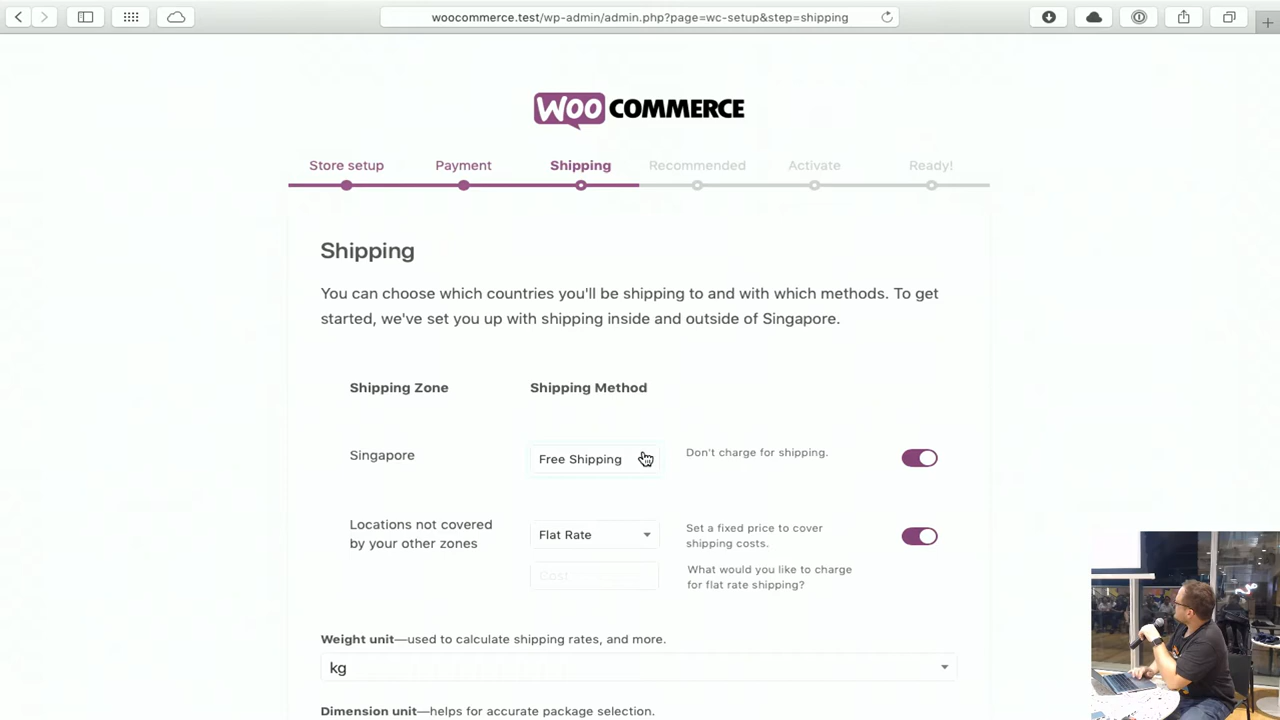 woocommerce.test/wp-admin/admin.php?page=wc-setup&step=shipping
WOO COMMERCE
Store setup
Payment
Shipping
Recommended
Activate
Ready!
Shipping
You can choose which countries you'll be shipping to and with which methods. To get
started, we've set you up with shipping inside and outside of Singapore.
Shipping Zone
Shipping Method
Singapore
Free Shipping
Don't charge for shipping.
Locations not covered
by your other zones
Flat Rate
Set a fixed price to cover
shipping costs.
Cost
What would you like to charge
for flat rate shipping?
Weight unit—used to calculate shipping rates, and more.
kg
Dimension unit—helps for accurate package selection.